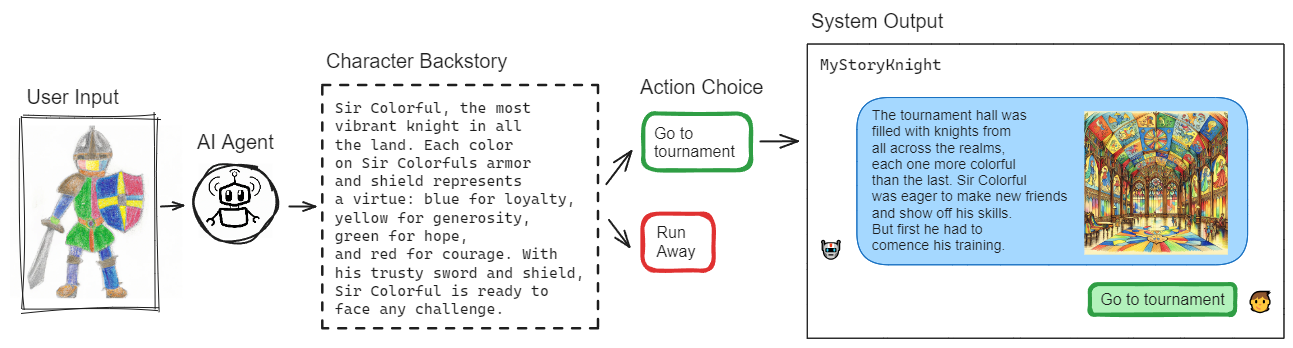 User Input
AI Agent
Character Backstory
Sir Colorful, the most
vibrant knight in all
the land. Each color
on Sir Colorfuls armor
and shield represents
a virtue: blue for loyalty,
yellow for generosity,
green for hope,
and red for courage. With
his trusty sword and shield,
Sir Colorful is ready to
face any challenge.
Action Choice
Go to
tournament
Run
Away
System Output
MyStoryKnight
The tournament hall was
filled with knights from
all across the realms,
each one more colorful
than the last. Sir Colorful
was eager to make new friends
and show off his skills.
But first he had to
comence his training.
Go to tournament